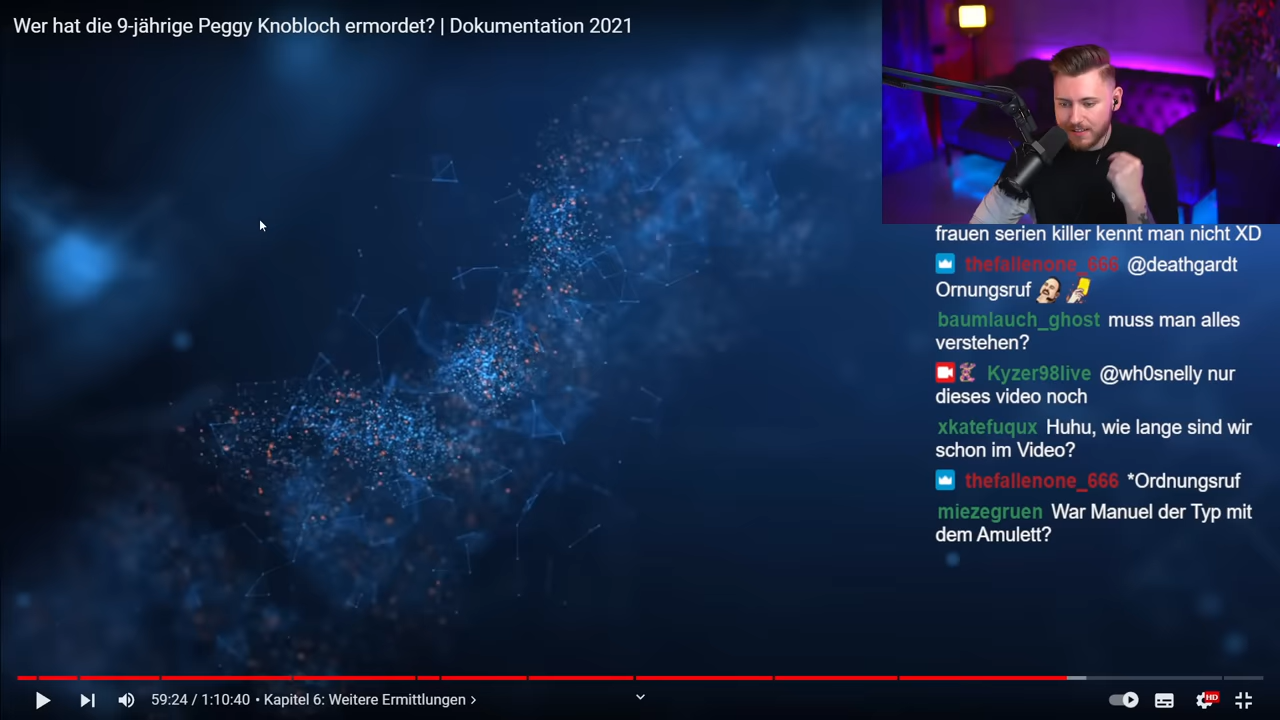 Wer hat die 9-jährige Peggy Knobloch ermordet? | Dokumentation 2021
frauen serien killer kennt man nicht XD
thefallenone_666 @deathgardt
Ornungsruf
baumlauch_ghost muss man alles
verstehen?
Kyzer98live @wh0snelly nur
dieses video noch
xkatefuqux Huhu, wie lange sind wir
schon im Video?
thefallenone_666 *Ordnungsruf
miezegruen War Manuel der Typ mit
dem Amulett?
59:24 / 1:10:40 • Kapitel 6: Weitere Ermittlungen
HD